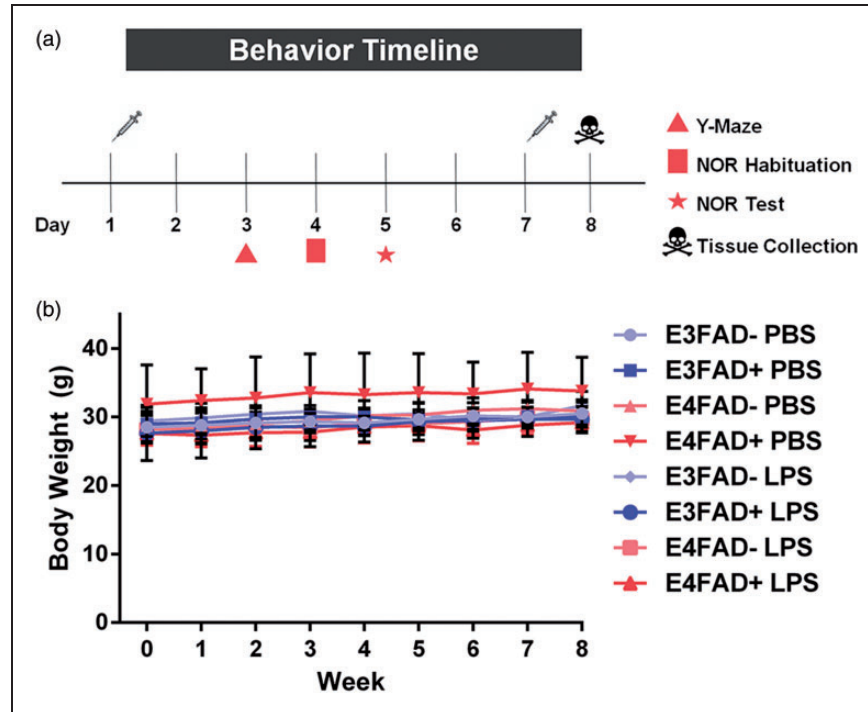 (a)
Behavior Timeline
Day 1 2 3 4 5 6 7 8
Y-Maze
NOR Habituation
NOR Test
Tissue Collection
(b)
Body Weight (g)
40
30
20
10
0
0 1 2 3 4 5 6 7 8
Week
E3FAD- PBS
E3FAD+ PBS
E4FAD- PBS
E4FAD+ PBS
E3FAD- LPS
E3FAD+ LPS
E4FAD- LPS
E4FAD+ LPS